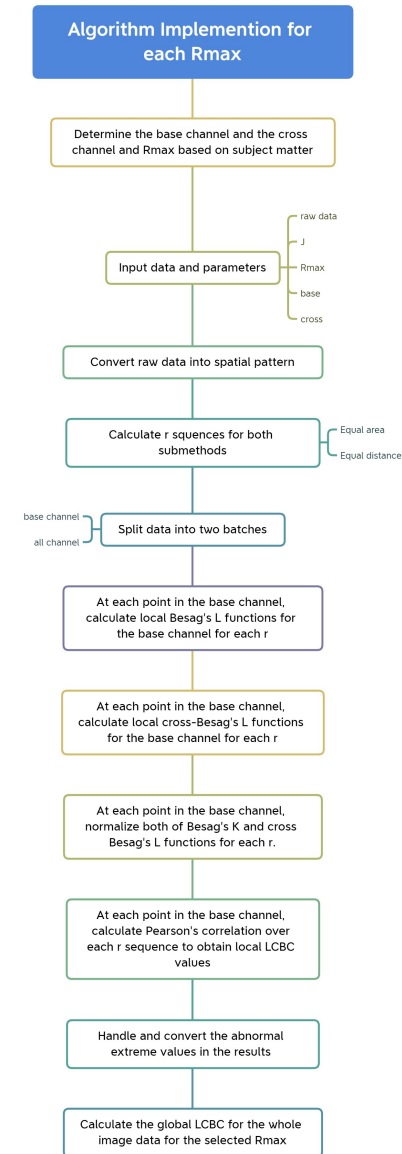 Algorithm Implemention for
each Rmax
Determine the base channel and the cross
channel and Rmax based on subject matter
raw data
J
Input data and parameters
Rmax
base
cross
Convert raw data into spatial pattern
Calculate r squences for both
submethods
Equal area
Equal distance
base channel
all channel
Split data into two batches
At each point in the base channel,
calculate local Besag's L functions for
the base channel for each r
At each point in the base channel,
calculate local cross-Besag's L functions
for the base channel for each r
At each point in the base channel,
normalize both of Besag's K and cross
Besag's L functions for each r.
At each point in the base channel,
calculate Pearson's correlation over
each r sequence to obtain local LCBC
values
Handle and convert the abnormal
extreme values in the results
Calculate the global LCBC for the whole
image data for the selected Rmax